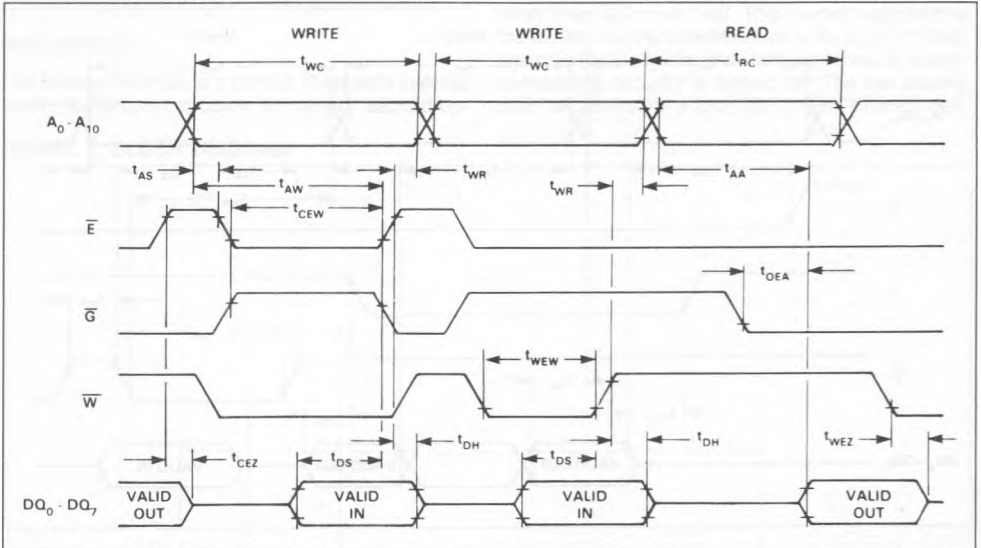 WRITE WRITE READ
tWC tWC tRC
A0 - A10
tAS tWR tAA
tAW tWR
tCEW
E̅
tOEA
G̅
tWEW
W̅
tDH tDH tWEZ
tCEZ tDS tDS
DQ0 - DQ7 VALID OUT VALID IN VALID IN VALID OUT